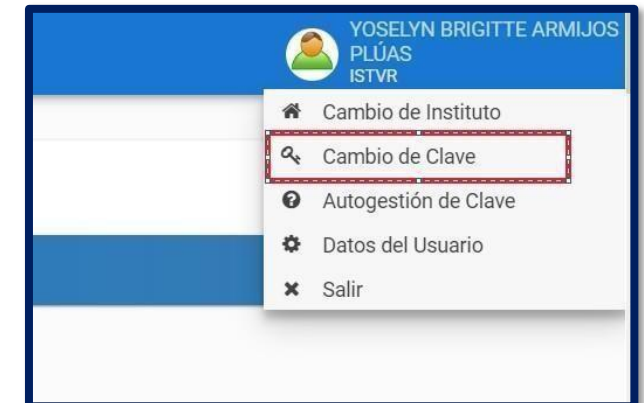 YOSELYN BRIGITTE ARMIJOS
PLÚAS
ISTVR
Cambio de Instituto
Cambio de Clave
Autogestión de Clave
Datos del Usuario
Salir